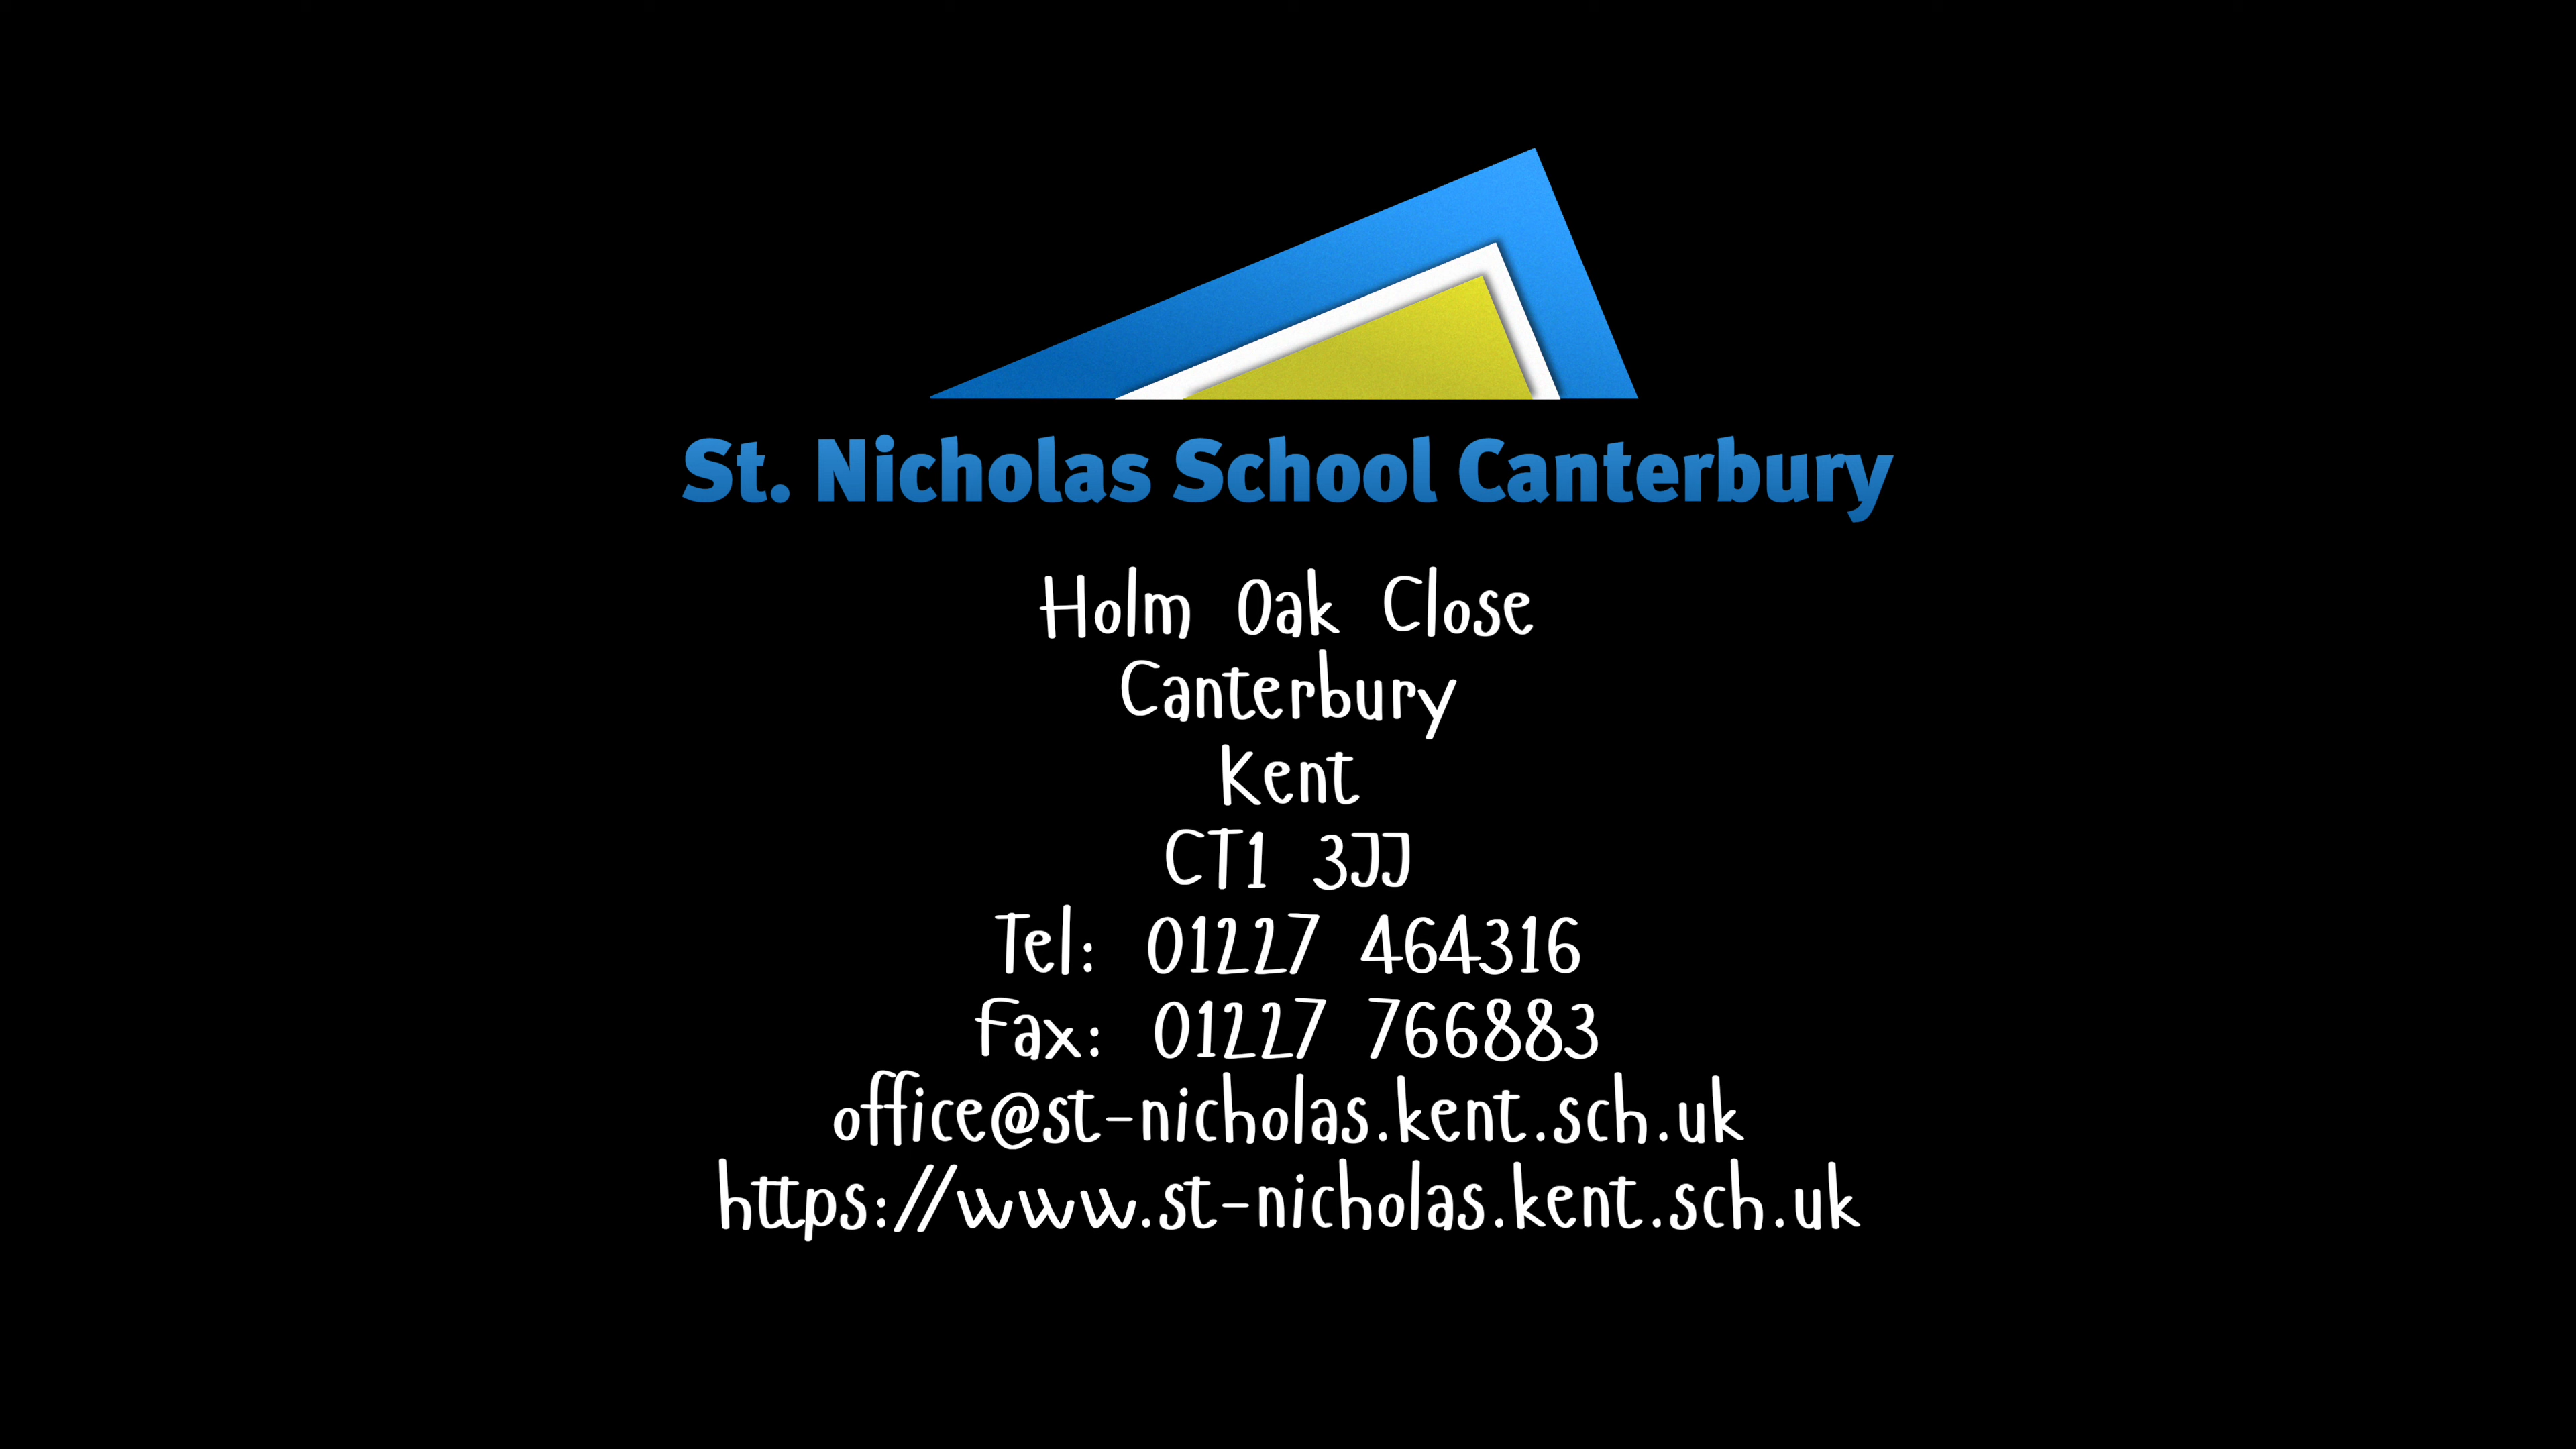 St. Nicholas School Canterbury
Holm Oak Close
Canterbury
Kent
CT1 3JJ
Tel: 01227 464316
Fax: 01227 766883
office@st-nicholas.kent.sch.uk
https://www.st-nicholas.kent.sch.uk